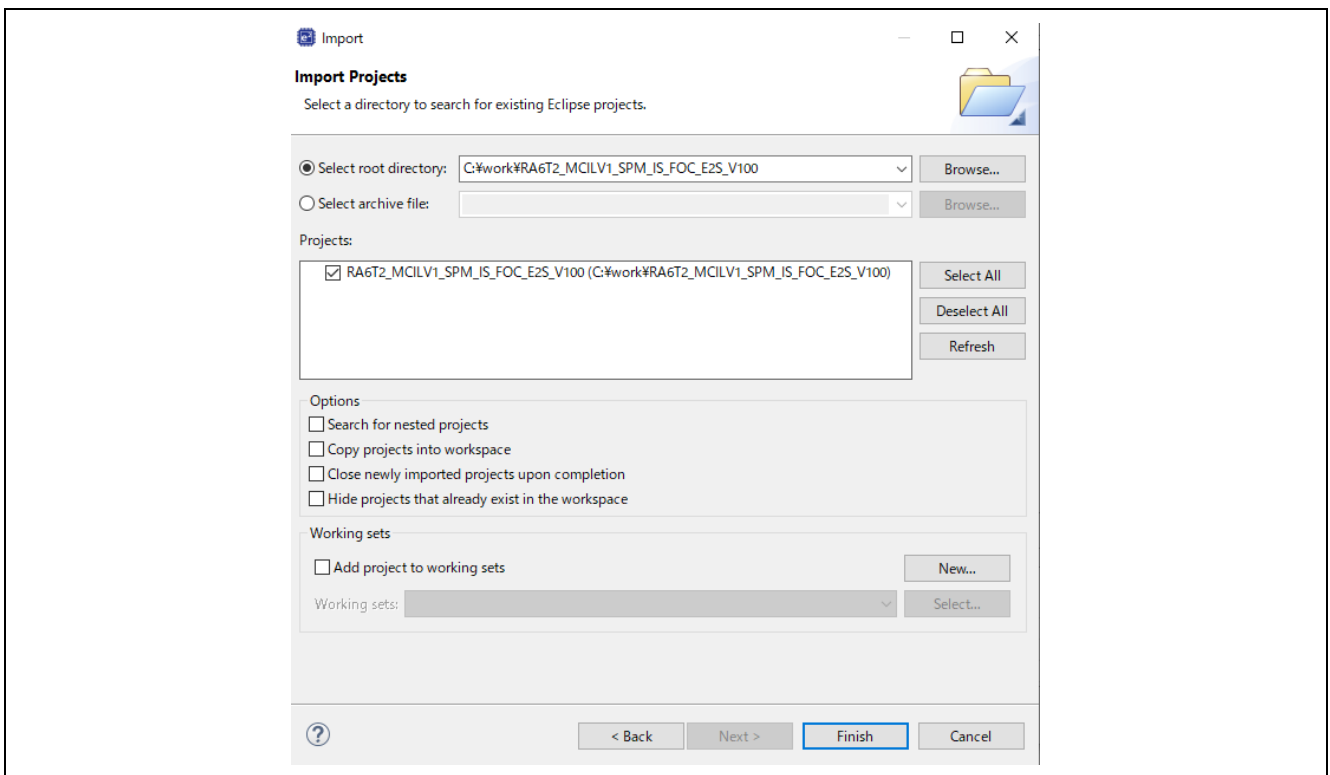 Import
Import Projects
Select a directory to search for existing Eclipse projects.
Select root directory: C:¥work¥RA6T2_MCILV1_SPM_IS_FOC_E2S_V100 Browse...
Select archive file: Browse...
Projects:
RA6T2_MCILV1_SPM_IS_FOC_E2S_V100 (C:¥work¥RA6T2_MCILV1_SPM_IS_FOC_E2S_V100)
Select All
Deselect All
Refresh
Options
Search for nested projects
Copy projects into workspace
Close newly imported projects upon completion
Hide projects that already exist in the workspace
Working sets
Add project to working sets New...
Working sets: Select...
? < Back Next > Finish Cancel